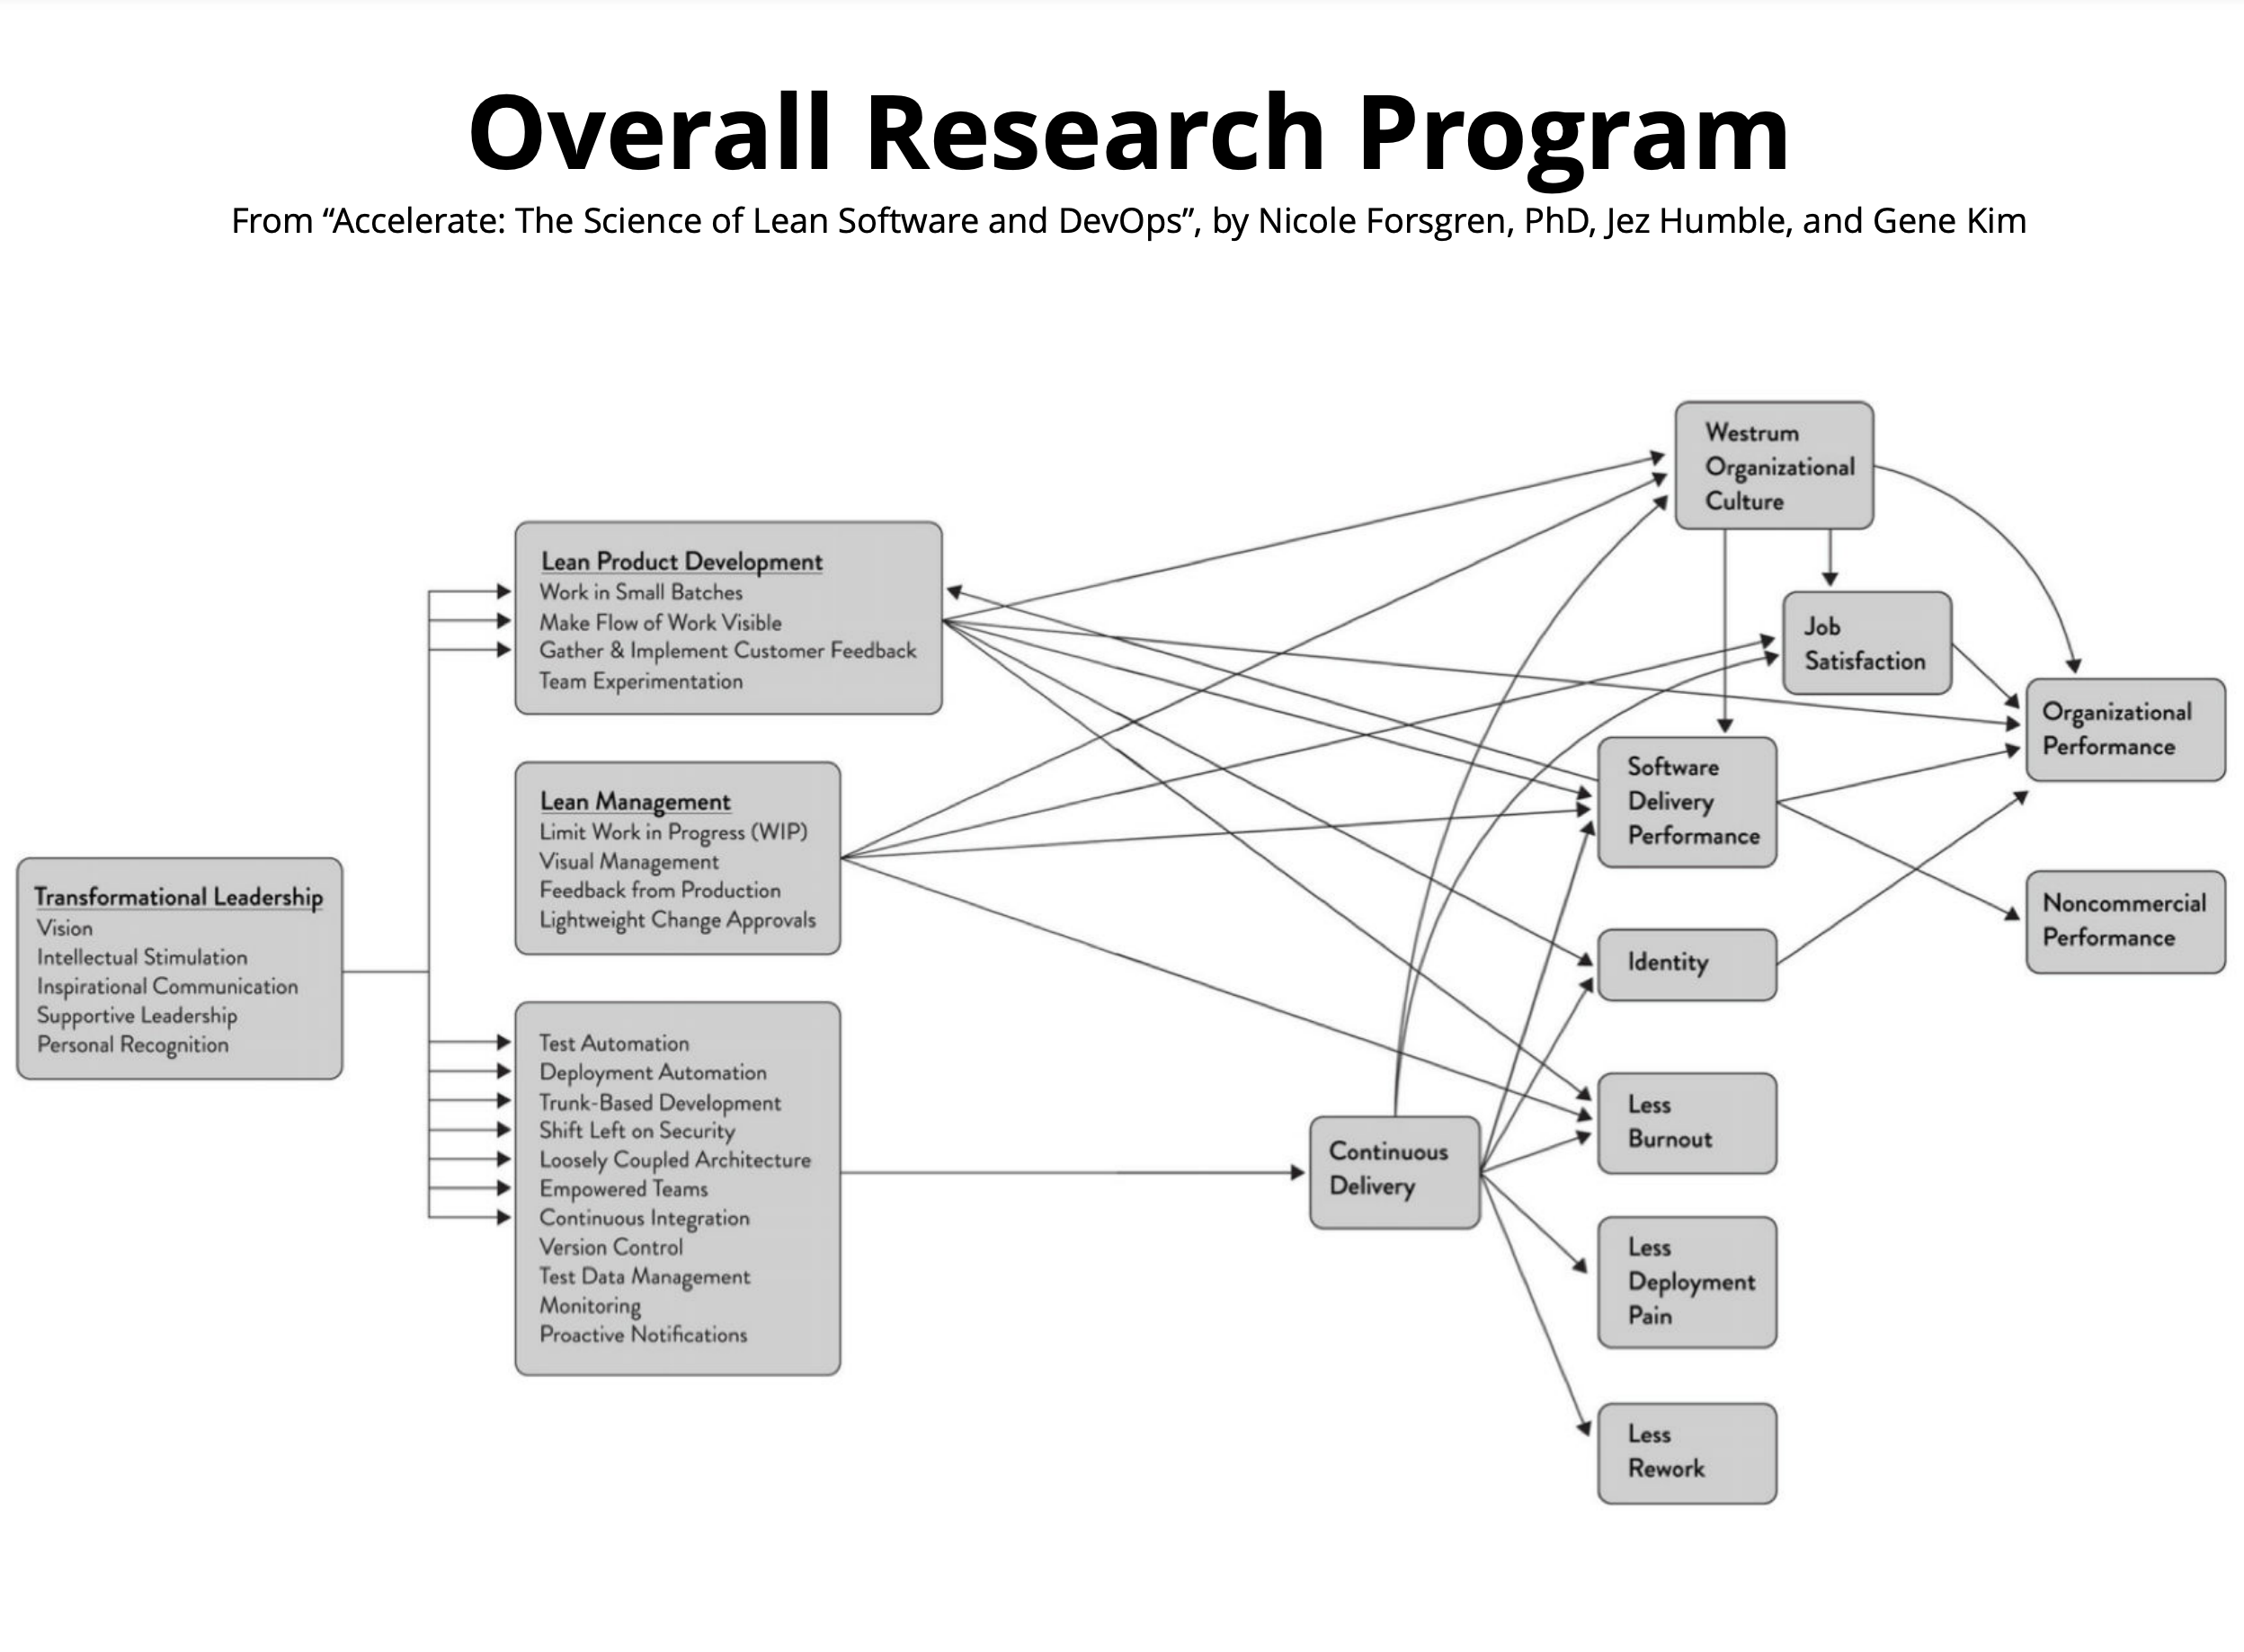 Overall Research Program
From “Accelerate: The Science of Lean Software and DevOps”, by Nicole Forsgren, PhD, Jez Humble, and Gene Kim
Transformational Leadership
Vision
Intellectual Stimulation
Inspirational Communication
Supportive Leadership
Personal Recognition
Lean Product Development
Work in Small Batches
Make Flow of Work Visible
Gather & Implement Customer Feedback
Team Experimentation
Lean Management
Limit Work in Progress (WIP)
Visual Management
Feedback from Production
Lightweight Change Approvals
Test Automation
Deployment Automation
Trunk-Based Development
Shift Left on Security
Loosely Coupled Architecture
Empowered Teams
Continuous Integration
Version Control
Test Data Management
Monitoring
Proactive Notifications
Continuous
Delivery
Westrum
Organizational
Culture
Job
Satisfaction
Software
Delivery
Performance
Identity
Less
Burnout
Less
Deployment
Pain
Less
Rework
Organizational
Performance
Noncommercial
Performance